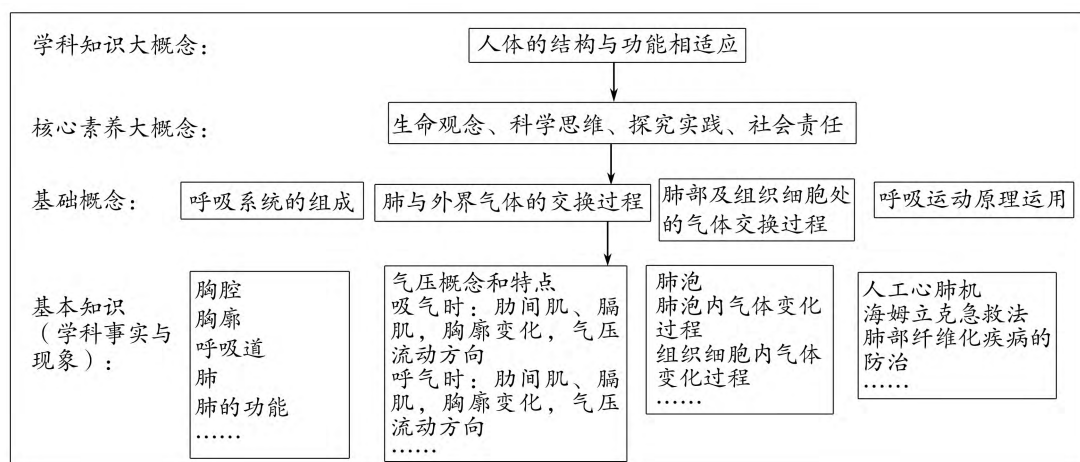 学科知识大概念：
人体的结构与功能相适应
核心素养大概念：
生命观念、科学思维、探究实践、社会责任
基础概念：
呼吸系统的组成
肺与外界气体的交换过程
肺部及组织细胞处
的气体交换过程
呼吸运动原理运用
基本知识
（学科事实与
现象）：
胸腔
胸廓
呼吸道
肺
肺的功能
……
气压概念和特点
吸气时：肋间肌、膈
肌，胸廓变化，气压
流动方向
呼气时：肋间肌、膈
肌，胸廓变化，气压
流动方向
……
肺泡
肺泡内气体变化
过程
组织细胞内气体
变化过程
……
人工心肺机
海姆立克急救法
肺部纤维化疾病的
防治
……